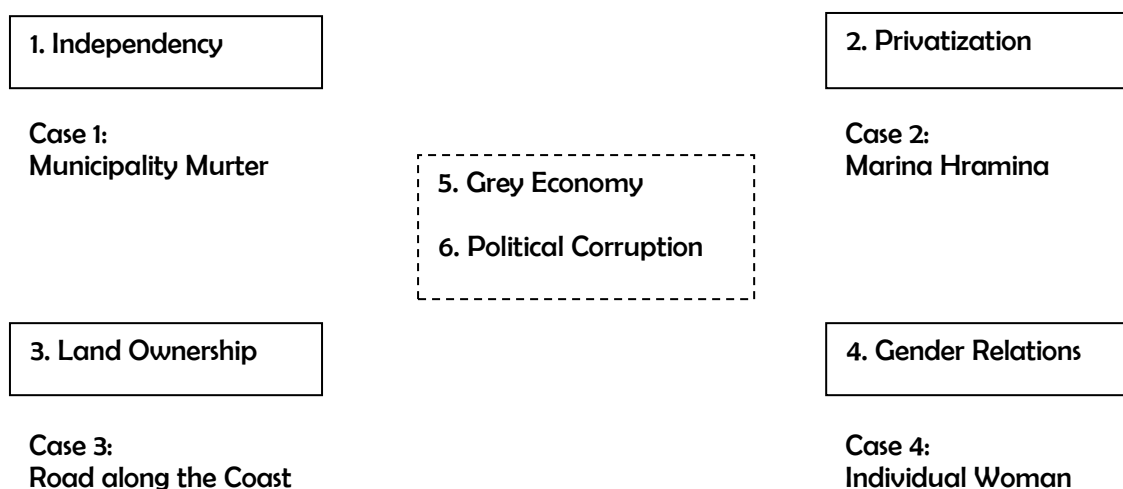 1. Independency
2. Privatization
Case 1:
Municipality Murter
Case 2:
Marina Hramina
5. Grey Economy
6. Political Corruption
3. Land Ownership
4. Gender Relations
Case 3:
Road along the Coast
Case 4:
Individual Woman